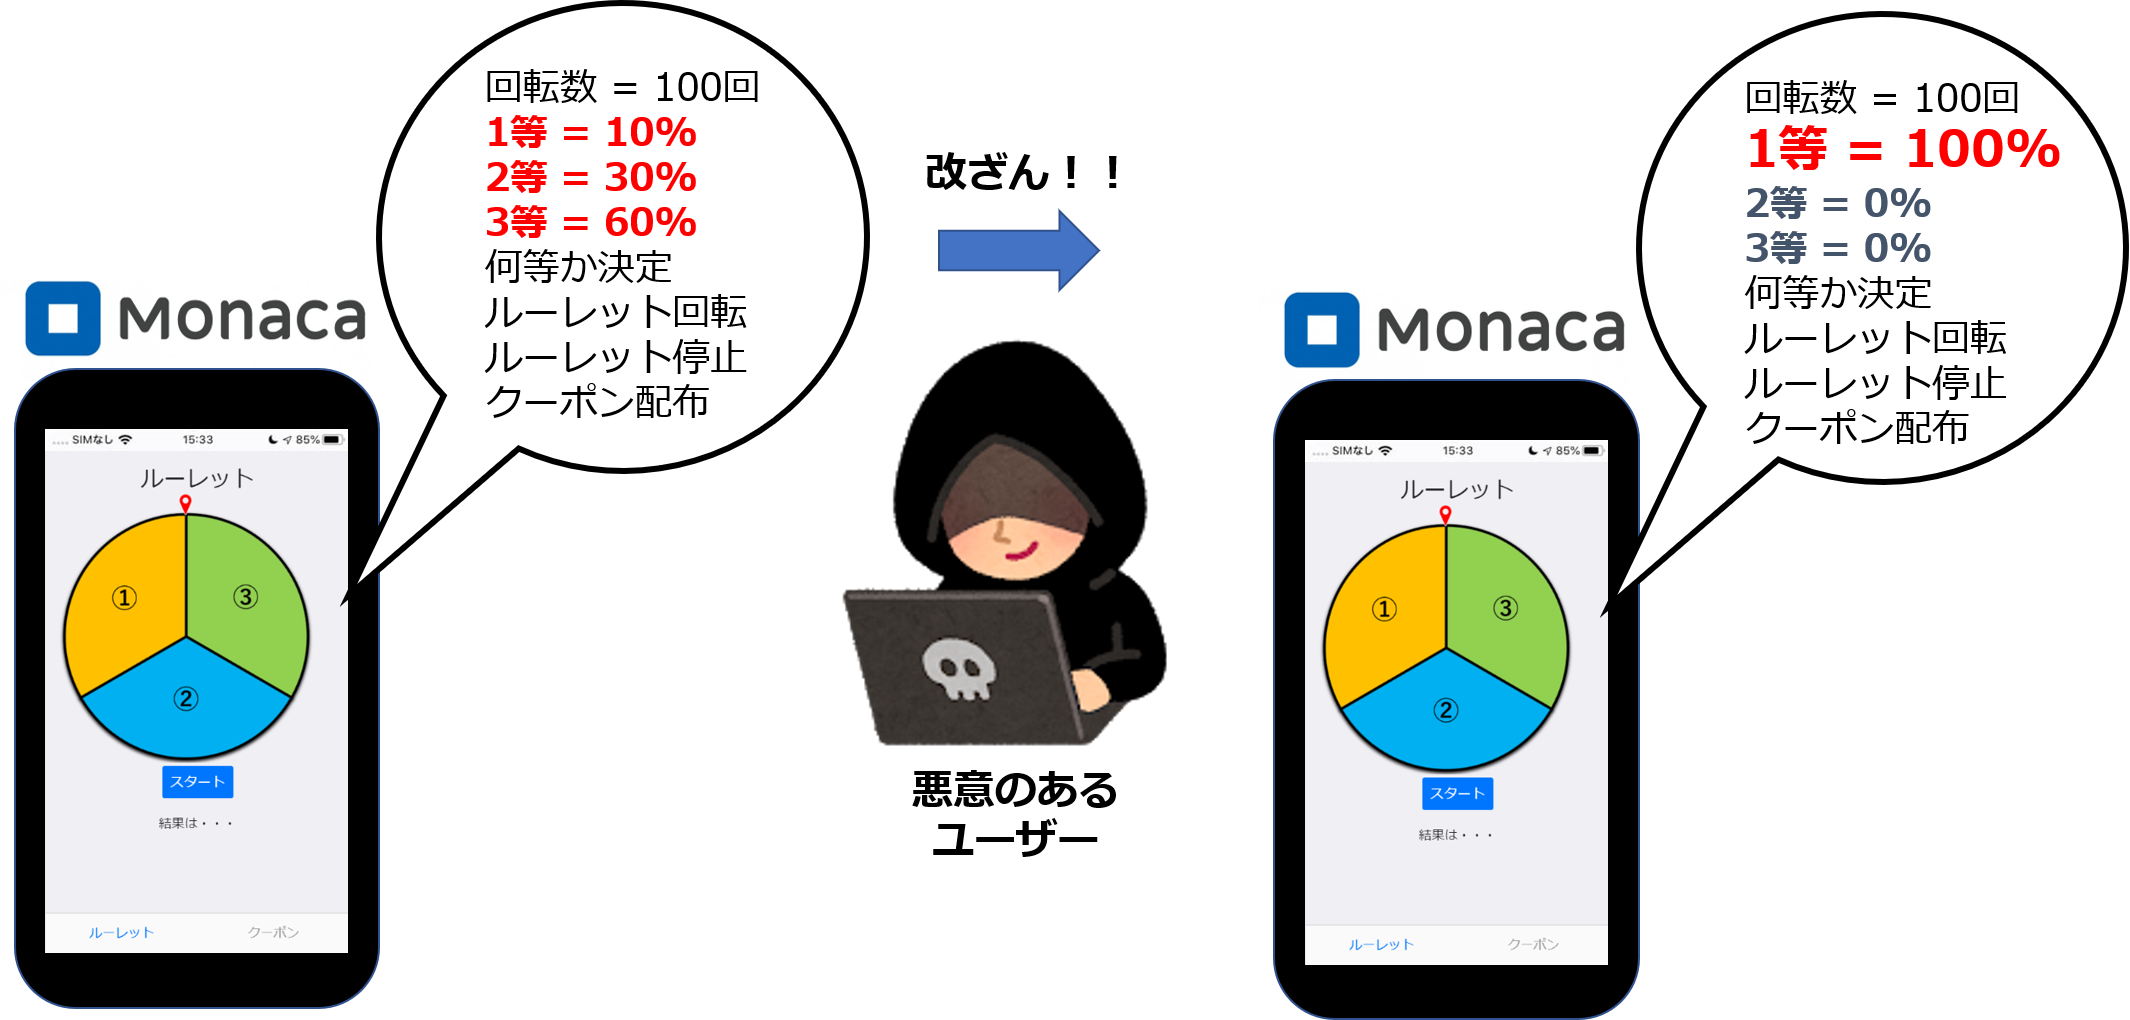 回転数 = 100回
1等 = 10%
2等 = 30%
3等 = 60%
何等か決定
ルーレット回転
ルーレット停止
クーポン配布
Monaca
SIMなし 15:33 85%
ルーレット
①
③
②
スタート
結果は・・・
ルーレット クーポン
改ざん！！
悪意のある
ユーザー
回転数 = 100回
1等 = 100%
2等 = 0%
3等 = 0%
何等か決定
ルーレット回転
ルーレット停止
クーポン配布
Monaca
SIMなし 15:33 85%
ルーレット
①
③
②
スタート
結果は・・・
ルーレット クーポン